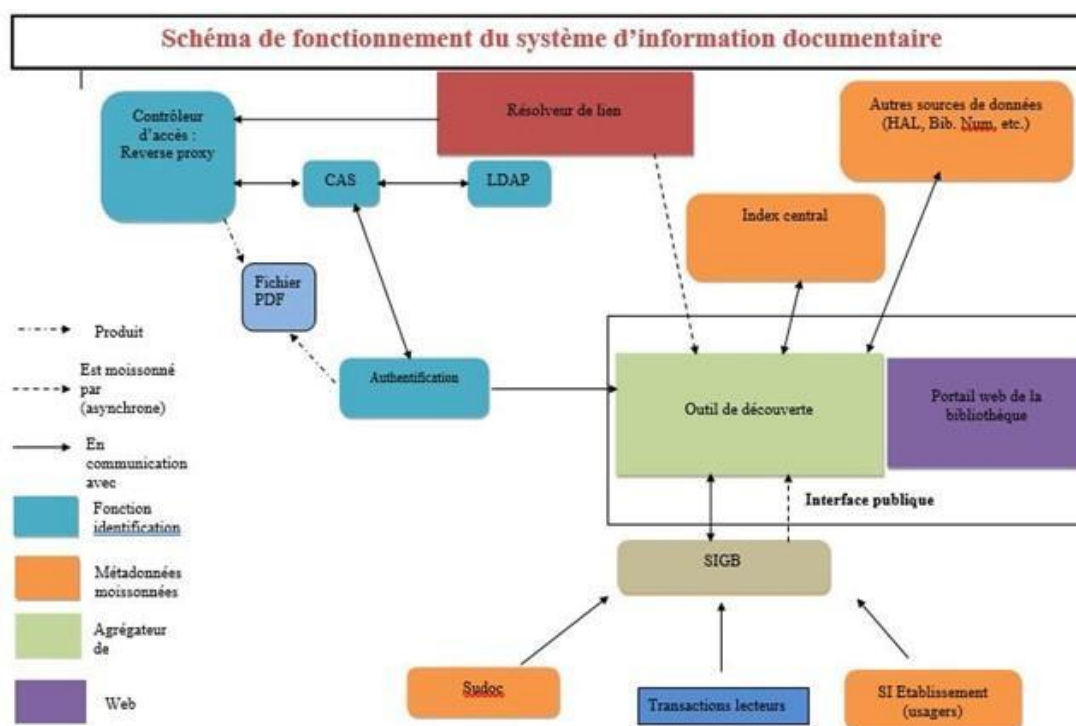 Schéma de fonctionnement du système d’information documentaire
Contrôleur
d’accès :
Reverse proxy
Résolveur de lien
Autres sources de données
(HAL, Bib. Num, etc.)
CAS
LDAP
Index central
Fichier
PDF
Produit
Est moissonné
par
(asynchrone)
En
communication
avec
Authentification
Outil de découverte
Portail web de la
bibliothèque
Interface publique
Fonction
identification
SIGB
Métadonnées
moissonnées
Agrégateur
de
Web
Sudoc
Transactions lecteurs
SI Etablissement
(usagers)